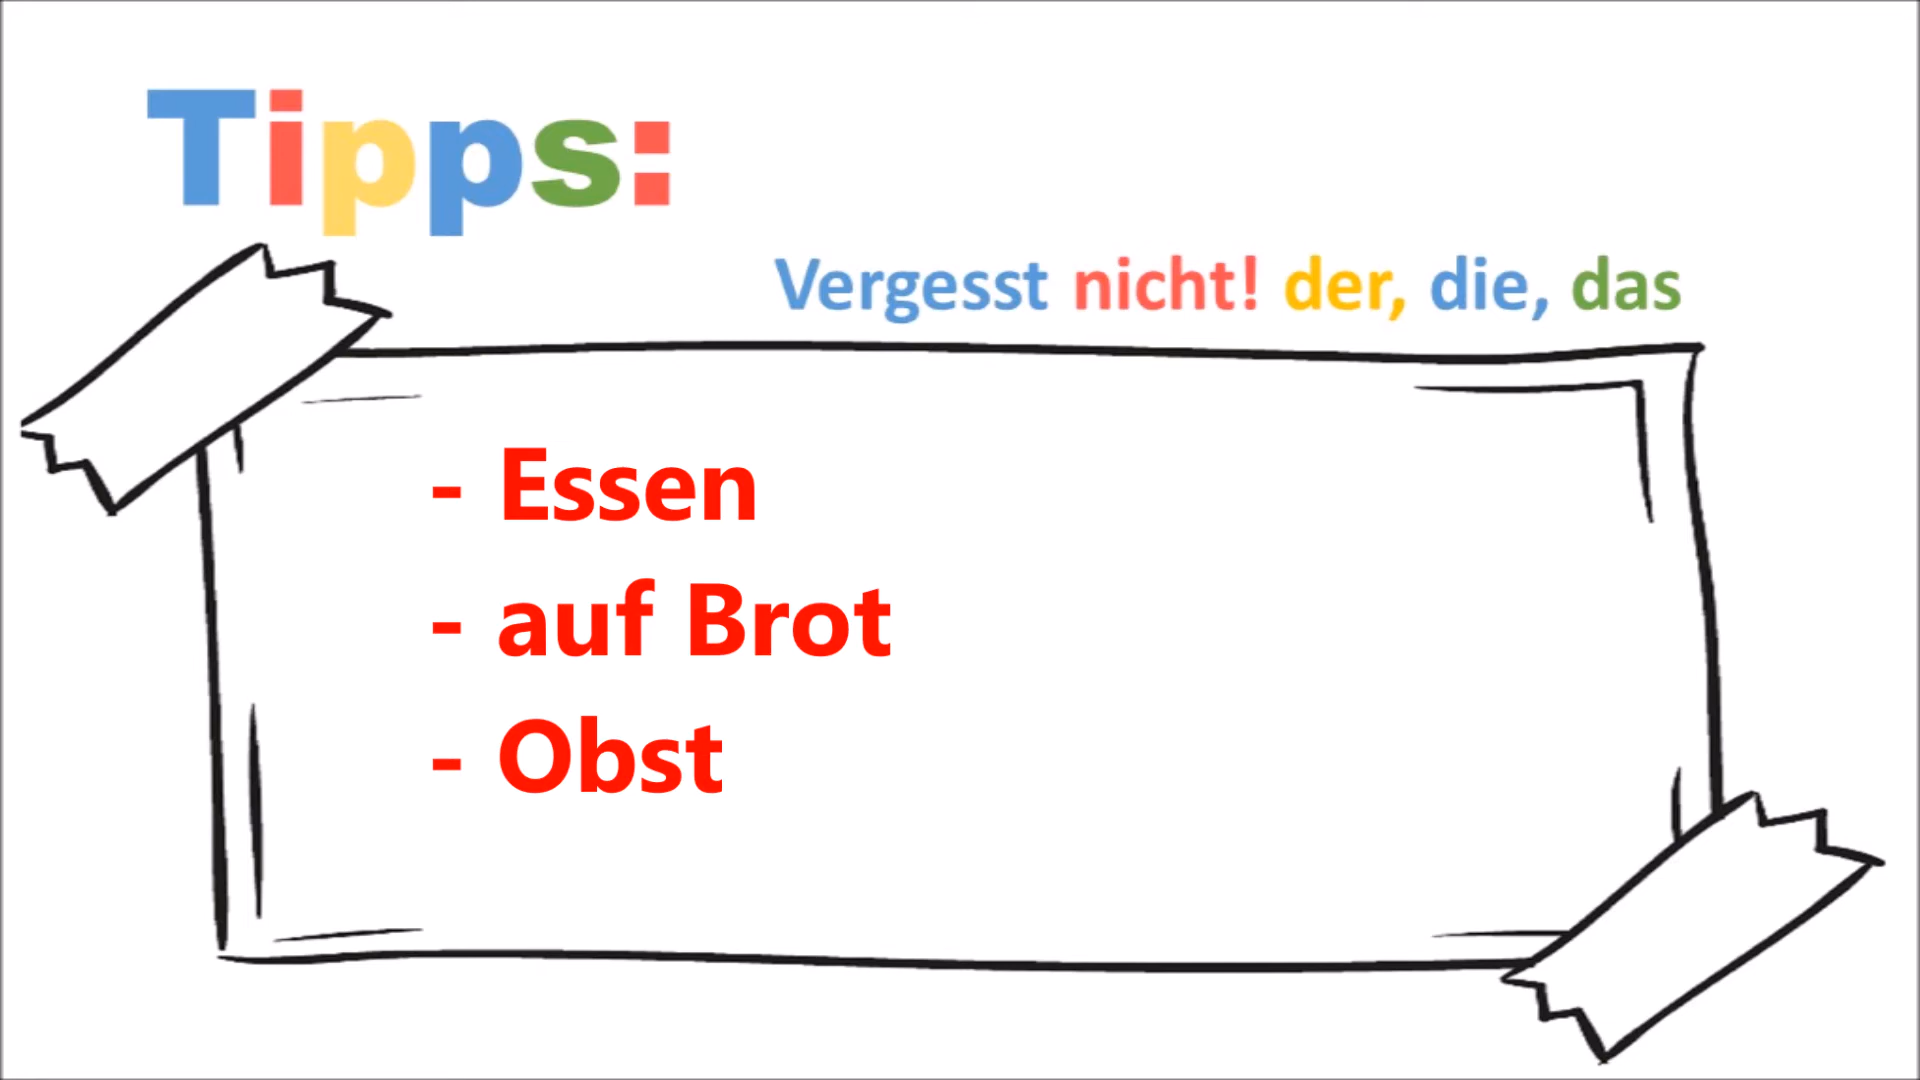 Tipps:
Vergesst nicht! der, die, das
- Essen
- auf Brot
- Obst